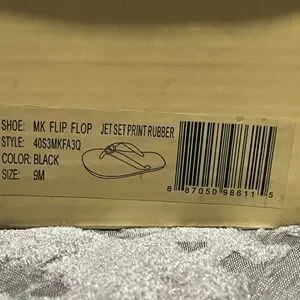 SHOE: MK FLIP FLOP JET SET PRINT RUBBER
STYLE: 40S3MKFA3Q
COLOR: BLACK
SIZE: 9M
8 87050 98611 5